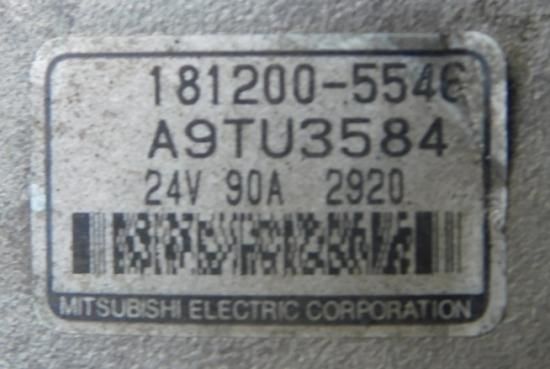 181200-5546
A9TU3584
24V 90A 2920
MITSUBISHI ELECTRIC CORPORATION